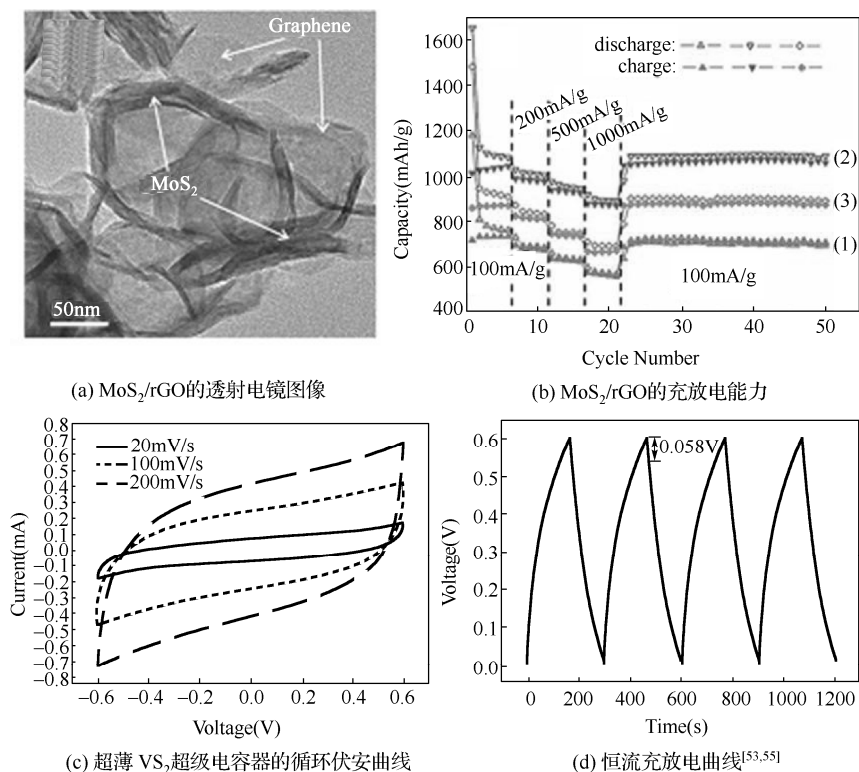 Graphene
MoS₂
50nm
discharge:
charge:
200mA/g
500mA/g
1000mA/g
100mA/g
100mA/g
(2)
(3)
(1)
1600
1400
1200
1000
800
600
400
0
10
20
30
40
50
Capacity(mAh/g)
Cycle Number
(a) MoS₂/rGO的透射电镜图像
(b) MoS₂/rGO的充放电能力
20mV/s
100mV/s
200mV/s
0.8
0.7
0.6
0.5
0.4
0.3
0.2
0.1
0.0
–0.1
–0.2
–0.3
–0.4
–0.5
–0.6
–0.7
–0.8
–0.6
–0.4
–0.2
0.0
0.2
0.4
0.6
Current(mA)
Voltage(V)
0.058V
0.6
0.5
0.4
0.3
0.2
0.1
0.0
0
200
400
600
800
1000
1200
Voltage(V)
Time(s)
(c) 超薄 VS₂超级电容器的循环伏安曲线
(d) 恒流充放电曲线[53,55]